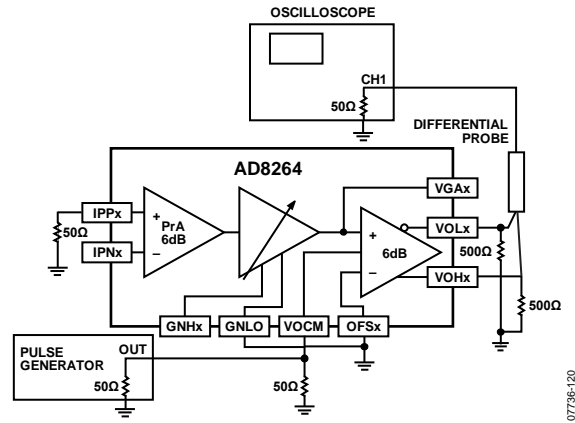 OSCILLOSCOPE
CH1
50Ω
DIFFERENTIAL
PROBE
AD8264
IPPx
+
PrA
6dB
–
IPNx
50Ω
VGAx
VOLx
+
6dB
–
500Ω
VOHx
500Ω
GNHx
GNLO
VOCM
OFSx
PULSE
GENERATOR
OUT
50Ω
50Ω
07736-120